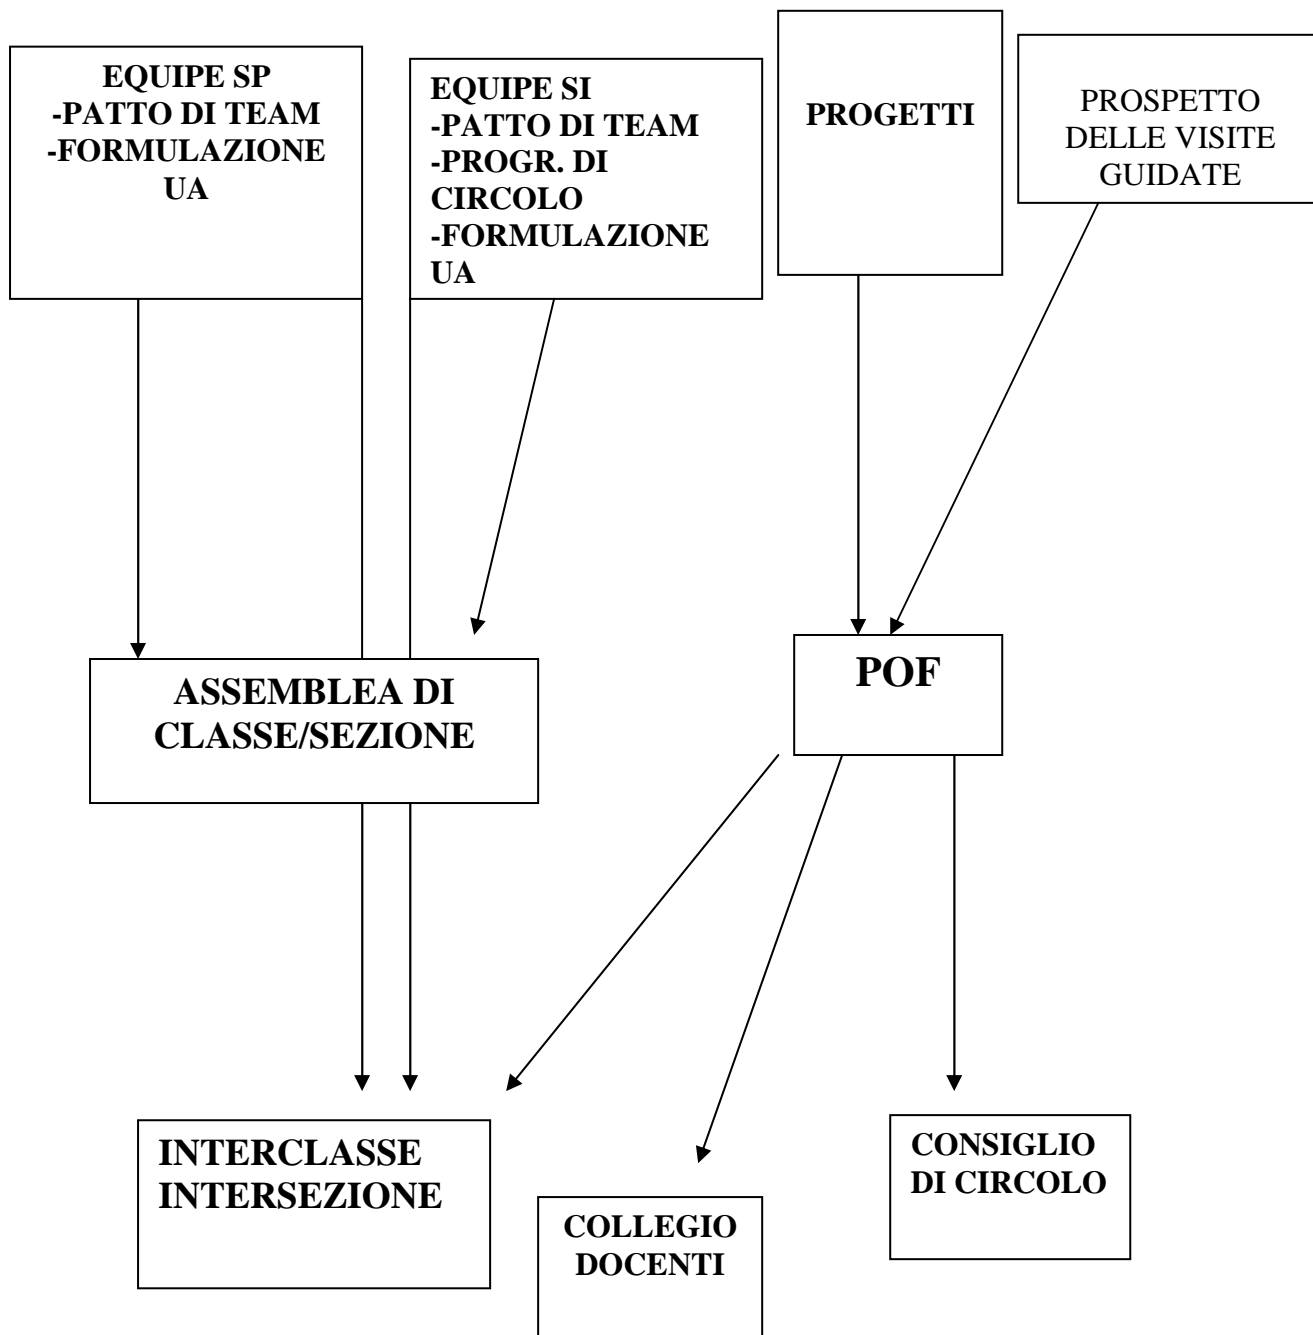 EQUIPE SP
-PATTO DI TEAM
-FORMULAZIONE
UA
EQUIPE SI
-PATTO DI TEAM
-PROGR. DI
CIRCOLO
-FORMULAZIONE
UA
PROGETTI
PROSPETTO
DELLE VISITE
GUIDATE
ASSEMBLEA DI
CLASSE/SEZIONE
POF
INTERCLASSE
INTERSEZIONE
COLLEGIO
DOCENTI
CONSIGLIO
DI CIRCOLO